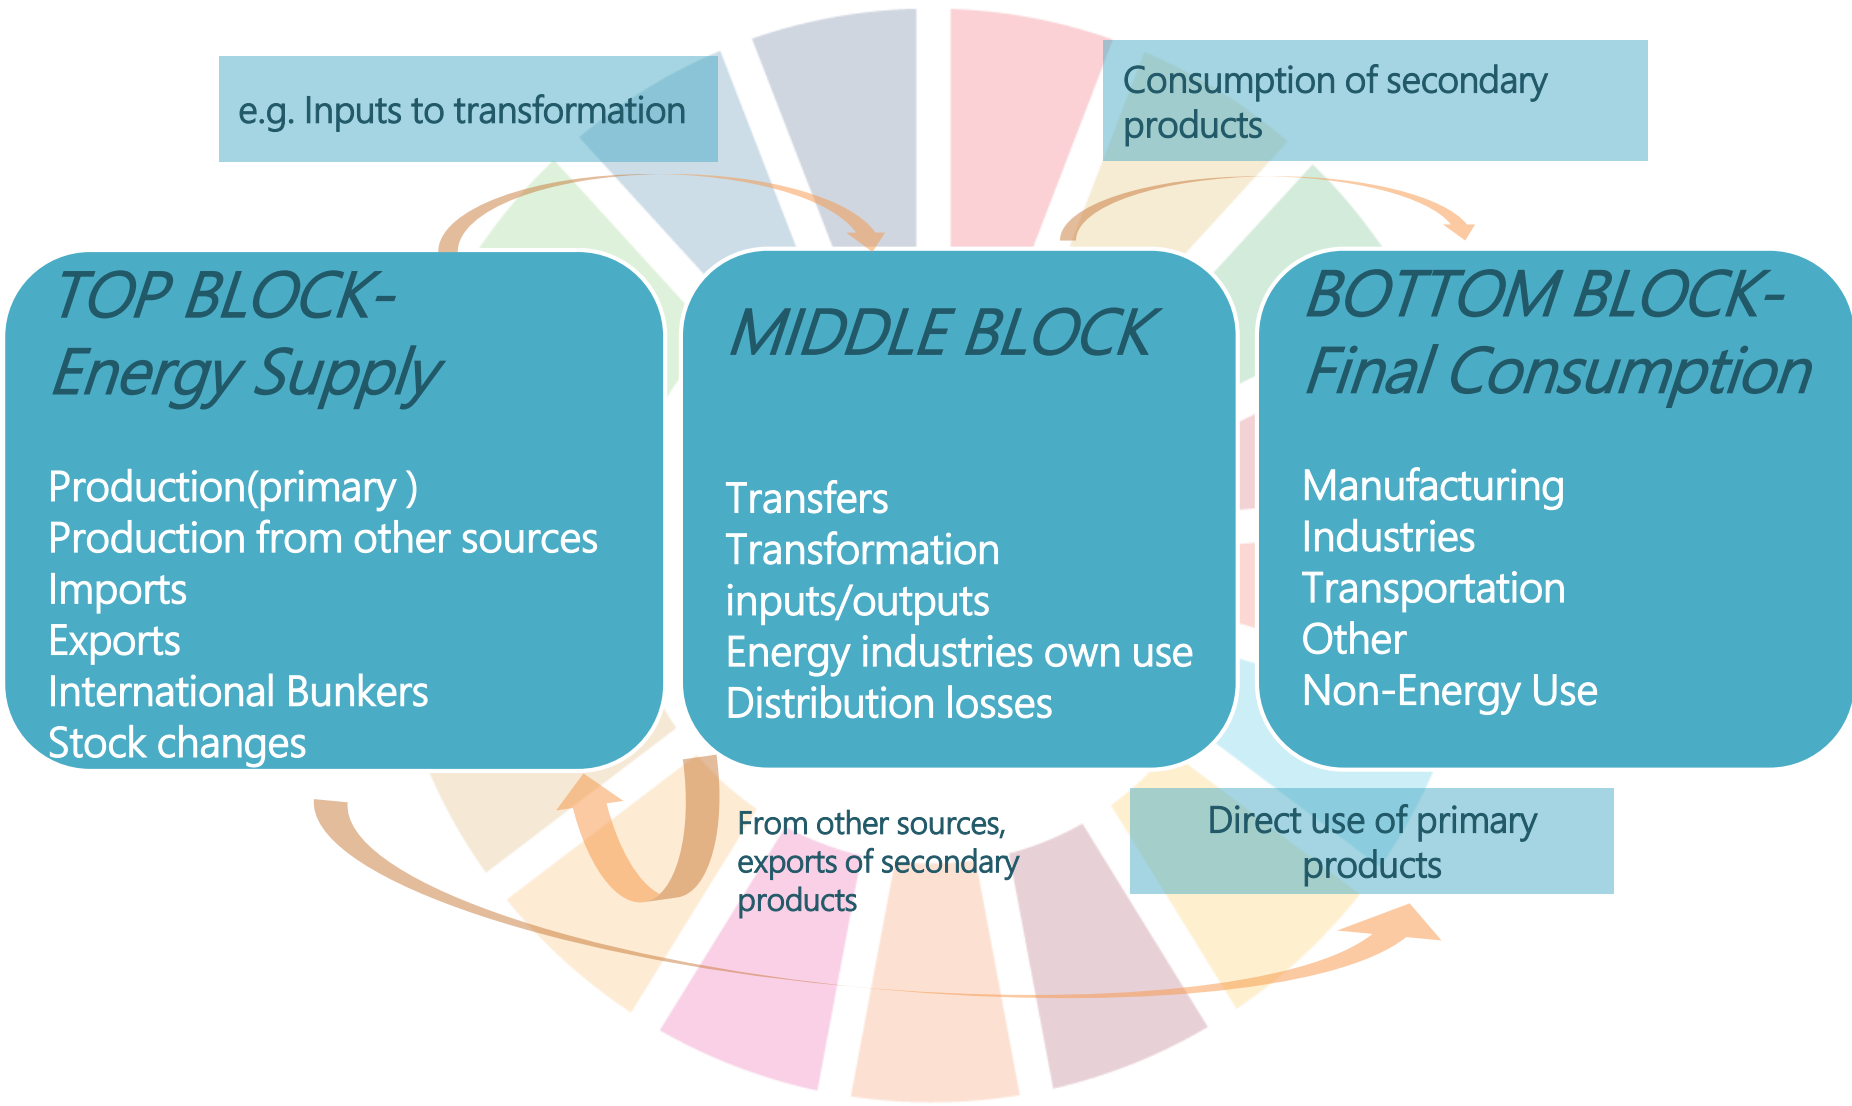 e.g. Inputs to transformation
Consumption of secondary
products
TOP BLOCK-
Energy Supply
Production(primary )
Production from other sources
Imports
Exports
International Bunkers
Stock changes
MIDDLE BLOCK
Transfers
Transformation
inputs/outputs
Energy industries own use
Distribution losses
BOTTOM BLOCK-
Final Consumption
Manufacturing
Industries
Transportation
Other
Non-Energy Use
From other sources,
exports of secondary
products
Direct use of primary
products